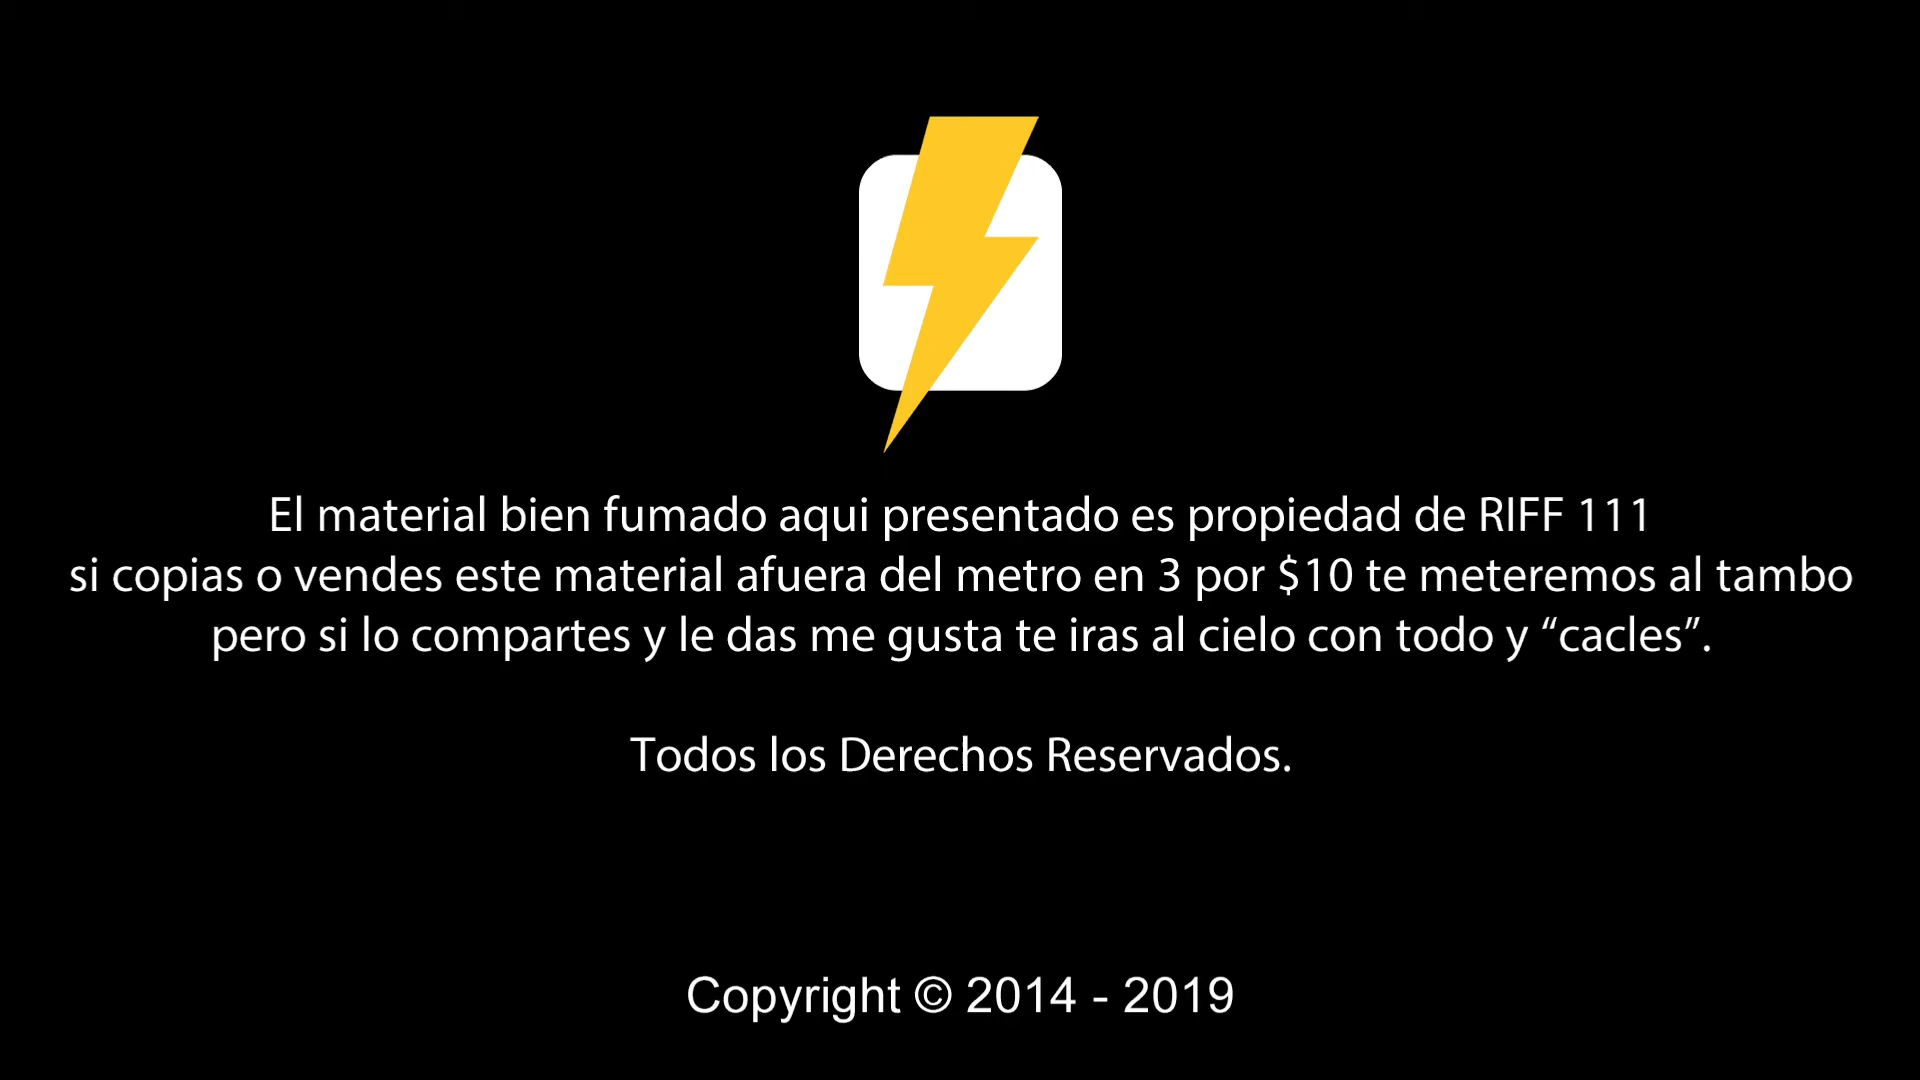 El material bien fumado aqui presentado es propiedad de RIFF 111
si copias o vendes este material afuera del metro en 3 por $10 te meteremos al tambo
pero si lo compartes y le das me gusta te iras al cielo con todo y “cacles”.
Todos los Derechos Reservados.
Copyright © 2014 - 2019